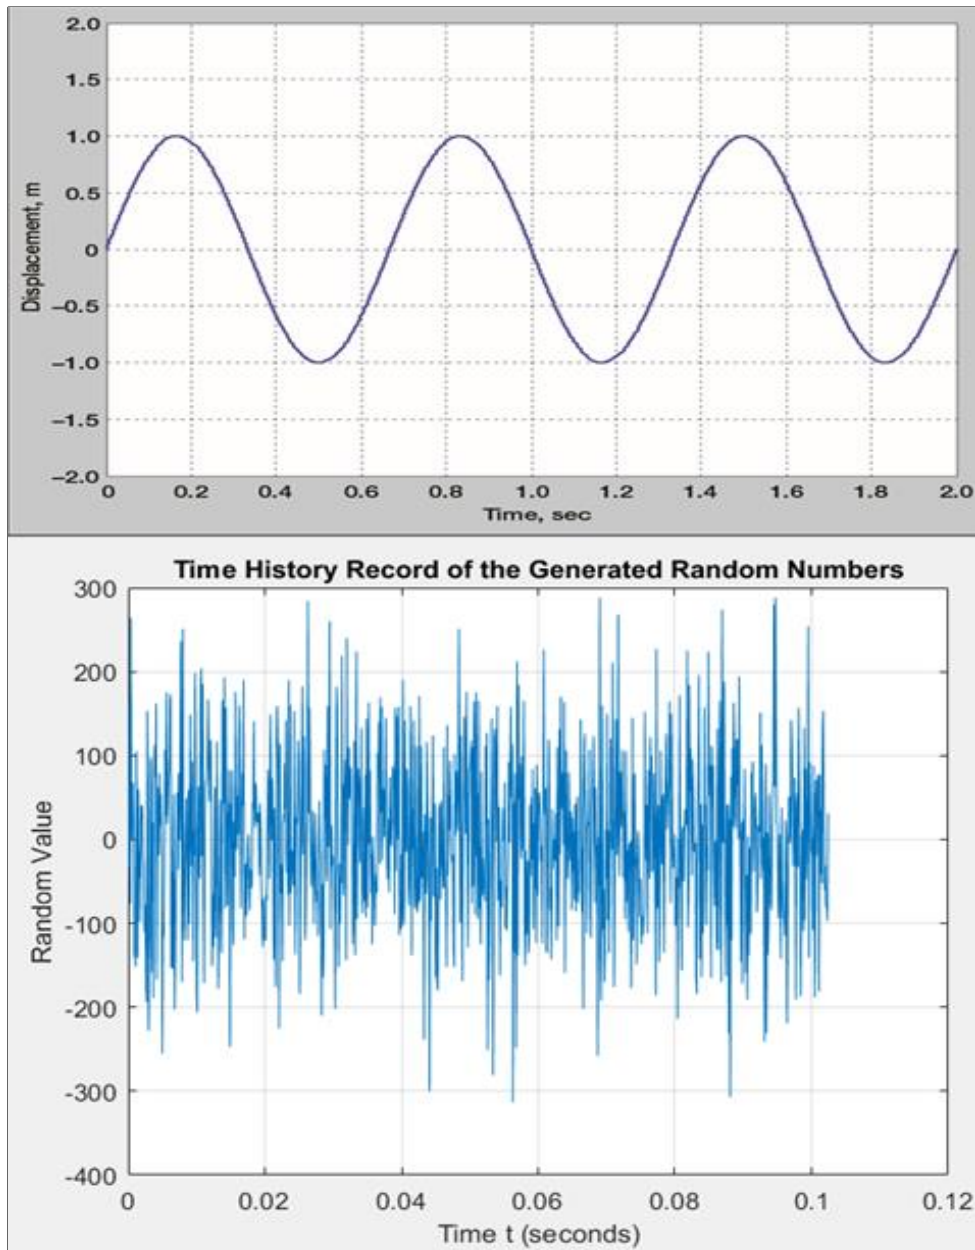 2.0
1.5
1.0
0.5
0
−0.5
−1.0
−1.5
−2.0
Displacement, m
0 0.2 0.4 0.6 0.8 1.0 1.2 1.4 1.6 1.8 2.0
Time, sec
Time History Record of the Generated Random Numbers
300
200
100
0
-100
-200
-300
-400
Random Value
0 0.02 0.04 0.06 0.08 0.1 0.12
Time t (seconds)